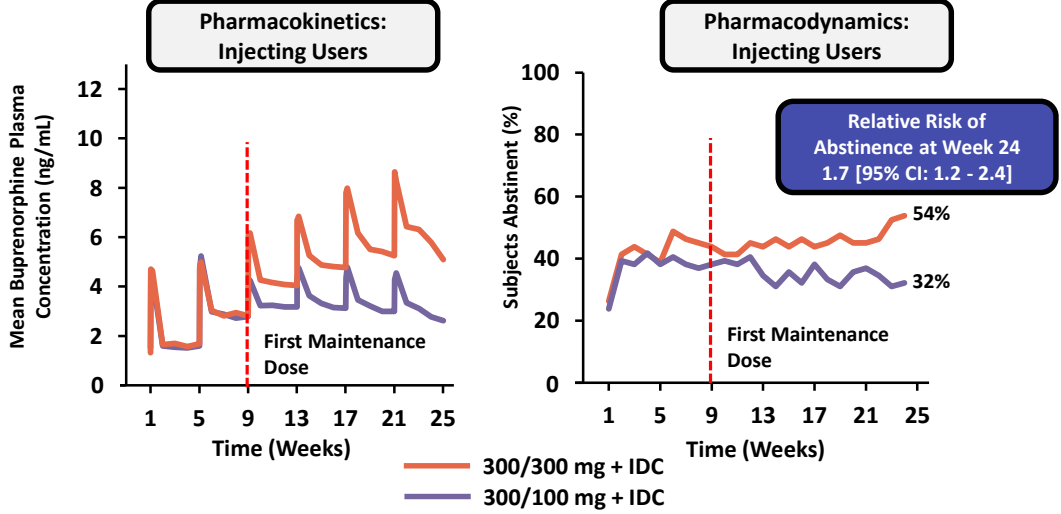 Pharmacokinetics:
Injecting Users
Mean Buprenorphine Plasma
Concentration (ng/mL)
12
10
8
6
4
2
0
First Maintenance
Dose
1 5 9 13 17 21 25
Time (Weeks)
Pharmacodynamics:
Injecting Users
Subjects Abstinent (%)
100
80
60
40
20
0
Relative Risk of
Abstinence at Week 24
1.7 [95% CI: 1.2 - 2.4]
54%
32%
First Maintenance
Dose
1 5 9 13 17 21 25
Time (Weeks)
300/300 mg + IDC
300/100 mg + IDC